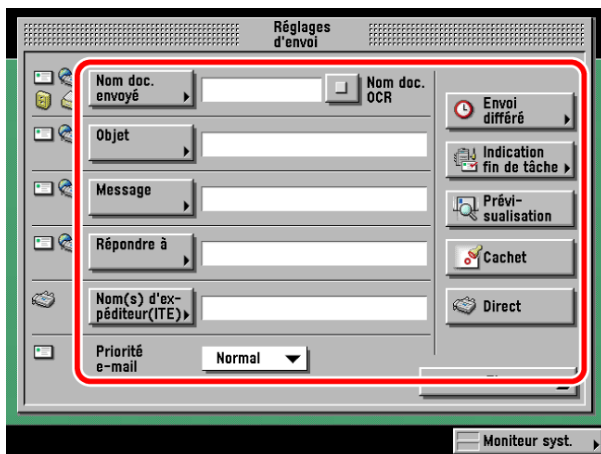 Réglages
d'envoi
Nom doc.
envoyé
Nom doc.
OCR
Envoi
différé
Objet
Indication
fin de tâche
Message
Prévi-
sualisation
Répondre à
Cachet
Nom(s) d'ex-
péditeur(ITE)
Direct
Priorité
e-mail
Normal
Moniteur syst.